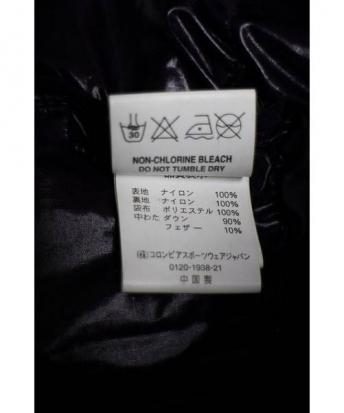 30
NON-CHLORINE BLEACH
DO NOT TUMBLE DRY
表地 ナイロン 100%
裏地 ナイロン 100%
袋布 ポリエステル 100%
中わた ダウン 90%
フェザー 10%
㈱コロンビアスポーツウェアジャパン
0120-1938-21
中国製